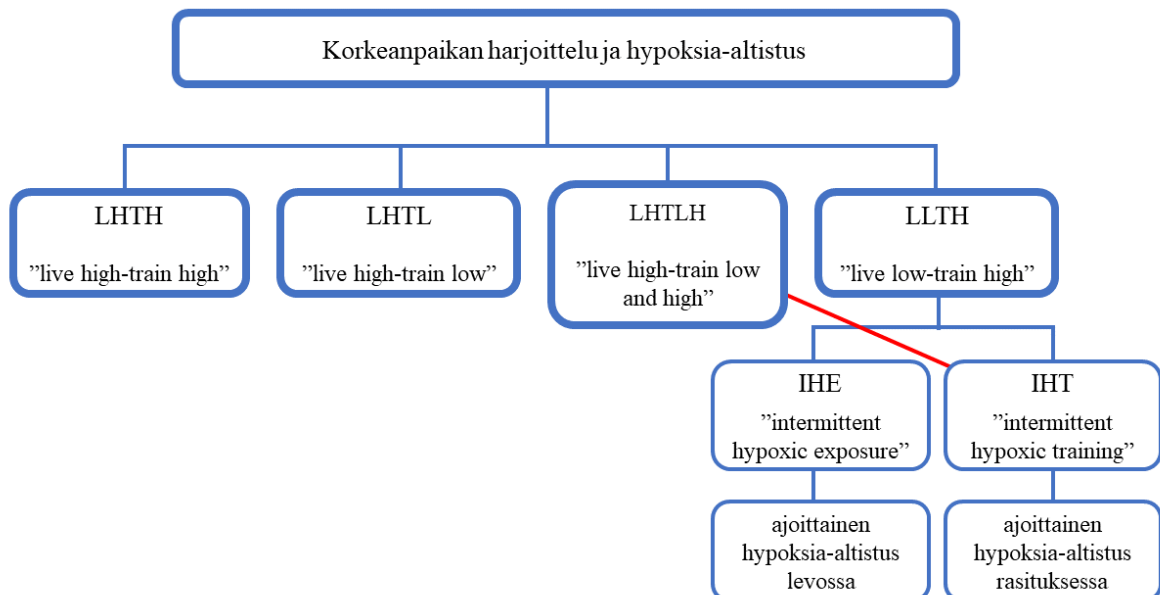 Korkeanpaikan harjoittelu ja hypoksia-altistus
LHTH
”live high-train high”
LHTL
”live high-train low”
LHTLH
”live high-train low
and high”
LLTH
”live low-train high”
IHE
”intermittent
hypoxic exposure”
IHT
”intermittent
hypoxic training”
ajoittainen
hypoksia-altistus
levossa
ajoittainen
hypoksia-altistus
rasituksessa